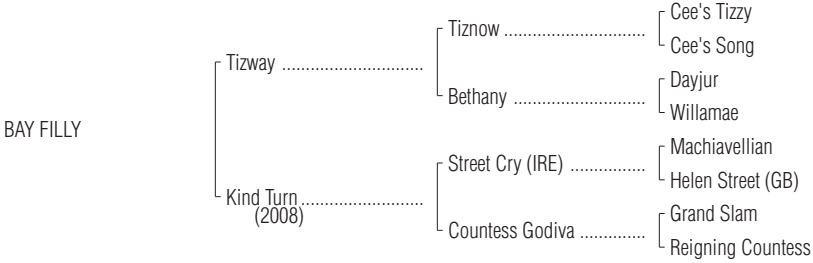 Cee's Tizzy
Tiznow ..............................
Cee's Song
Tizway ..............................
Dayjur
Bethany ............................
Willamae
BAY FILLY
Machiavellian
Street Cry (IRE) ................
Helen Street (GB)
Kind Turn..........................
(2008)
Grand Slam
Countess Godiva ..............
Reigning Countess